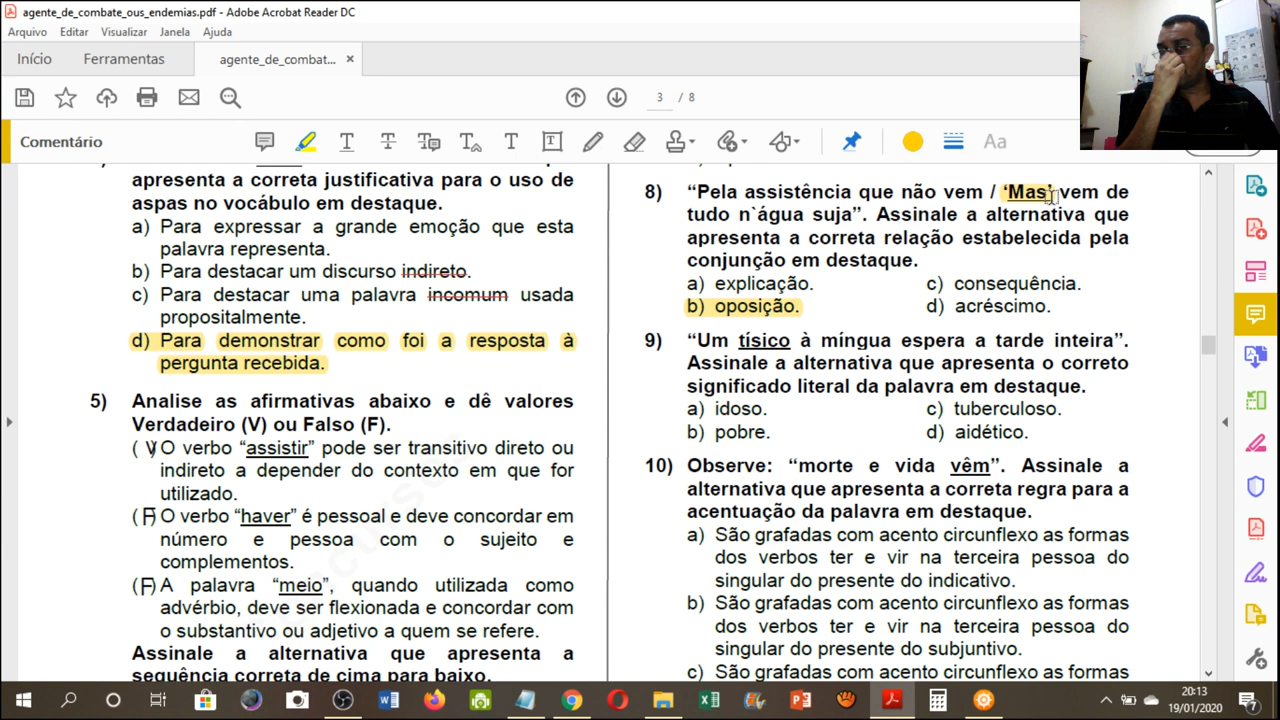 agente_de_combate_ous_endemias.pdf - Adobe Acrobat Reader DC
Arquivo Editar Visualizar Janela Ajuda
Início Ferramentas agente_de_combat... ×
3 / 8
Comentário
apresenta a correta justificativa para o uso de
aspas no vocábulo em destaque.
a) Para expressar a grande emoção que esta
palavra representa.
b) Para destacar um discurso indireto.
c) Para destacar uma palavra incomum usada
propositalmente.
d) Para demonstrar como foi a resposta à
pergunta recebida.
5) Analise as afirmativas abaixo e dê valores
Verdadeiro (V) ou Falso (F).
( V) O verbo “assistir” pode ser transitivo direto ou
indireto a depender do contexto em que for
utilizado.
( F) O verbo “haver” é pessoal e deve concordar em
número e pessoa com o sujeito e
complementos.
( F) A palavra “meio”, quando utilizada como
advérbio, deve ser flexionada e concordar com
o substantivo ou adjetivo a quem se refere.
Assinale a alternativa que apresenta a
sequência correta de cima para baixo.
8) “Pela assistência que não vem / ‘Mas’ vem de
tudo n`água suja”. Assinale a alternativa que
apresenta a correta relação estabelecida pela
conjunção em destaque.
a) explicação. c) consequência.
b) oposição. d) acréscimo.
9) “Um tísico à míngua espera a tarde inteira”.
Assinale a alternativa que apresenta o correto
significado literal da palavra em destaque.
a) idoso. c) tuberculoso.
b) pobre. d) aidético.
10) Observe: “morte e vida vêm”. Assinale a
alternativa que apresenta a correta regra para a
acentuação da palavra em destaque.
a) São grafadas com acento circunflexo as formas
dos verbos ter e vir na terceira pessoa do
singular do presente do indicativo.
b) São grafadas com acento circunflexo as formas
dos verbos ter e vir na terceira pessoa do
singular do presente do subjuntivo.
c) São grafadas com acento circunflexo as formas
20:13
19/01/2020